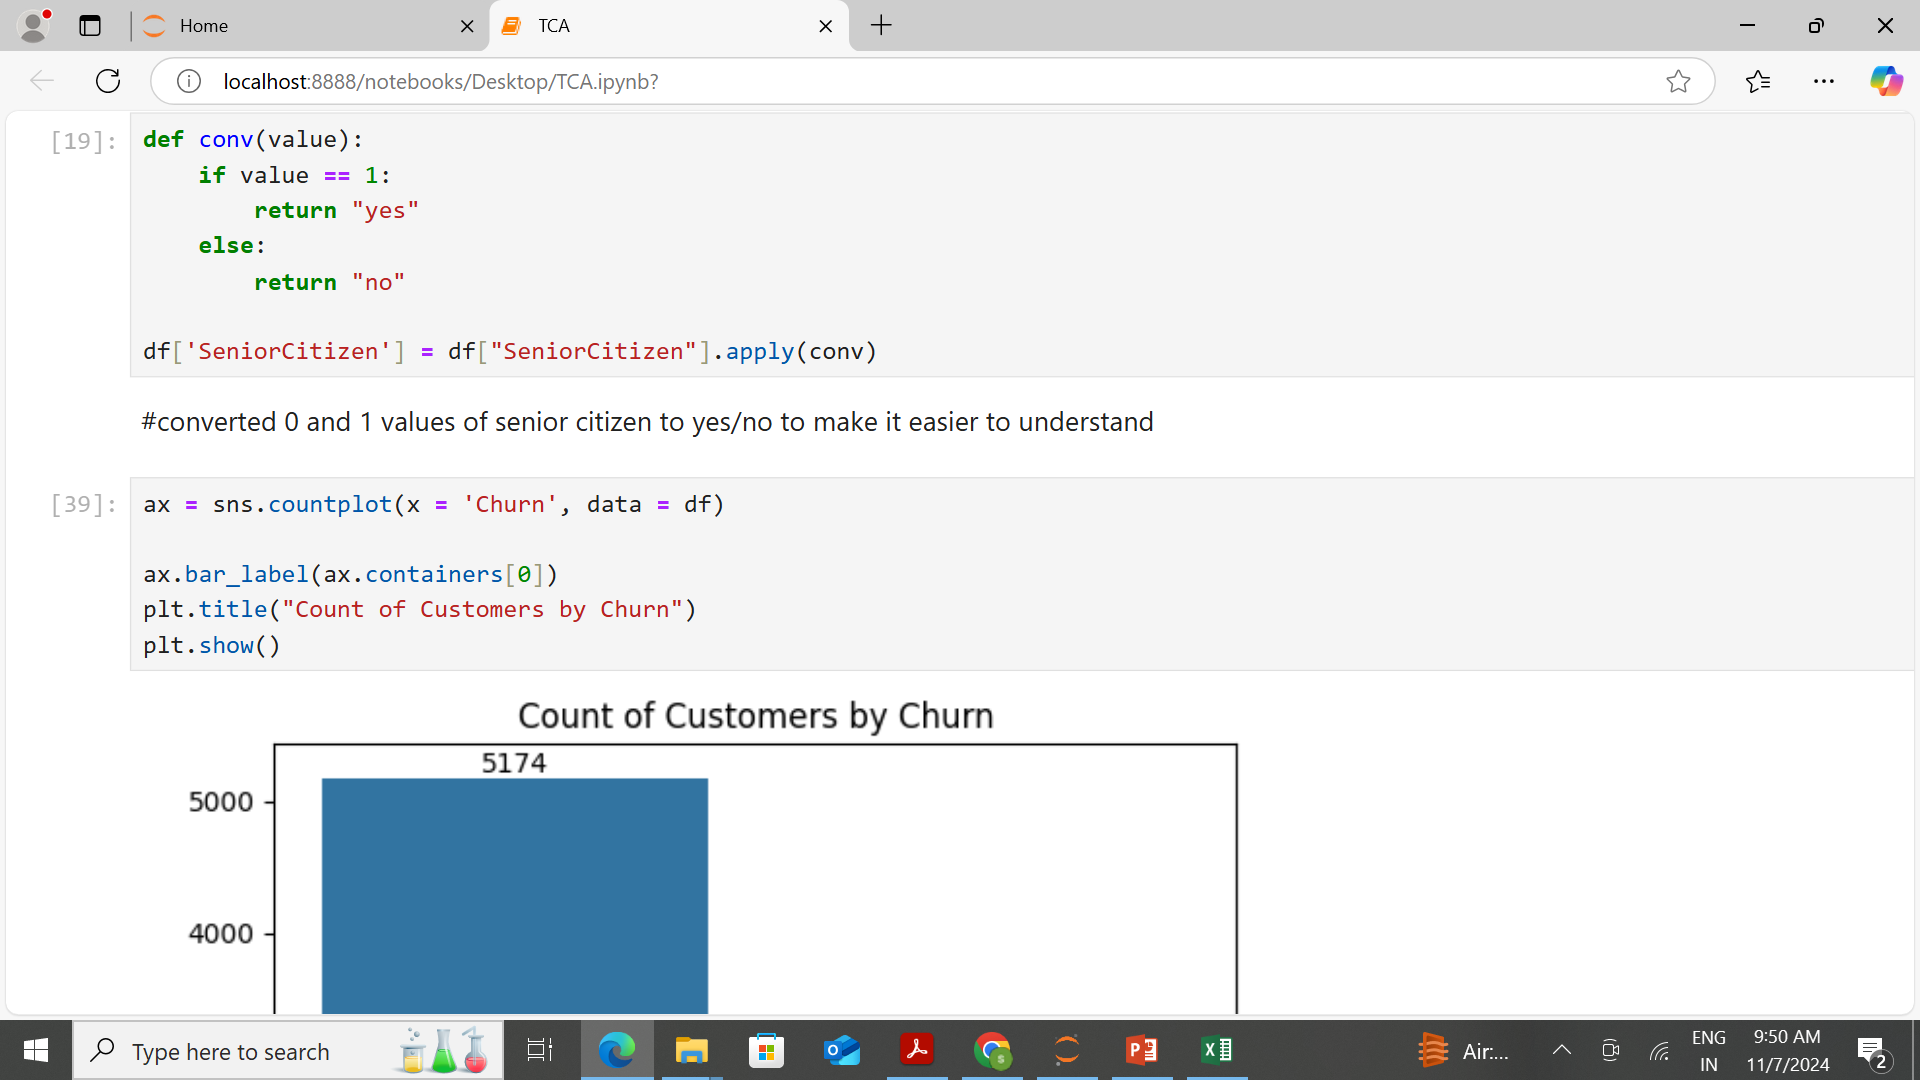 Home
TCA
localhost:8888/notebooks/Desktop/TCA.ipynb?
[19]:
def conv(value):
    if value == 1:
        return "yes"
    else:
        return "no"
df['SeniorCitizen'] = df["SeniorCitizen"].apply(conv)
#converted 0 and 1 values of senior citizen to yes/no to make it easier to understand
[39]:
ax = sns.countplot(x = 'Churn', data = df)
ax.bar_label(ax.containers[0])
plt.title("Count of Customers by Churn")
plt.show()
Count of Customers by Churn
5174
5000
4000
Type here to search
Air:...
ENG
IN
9:50 AM
11/7/2024
2